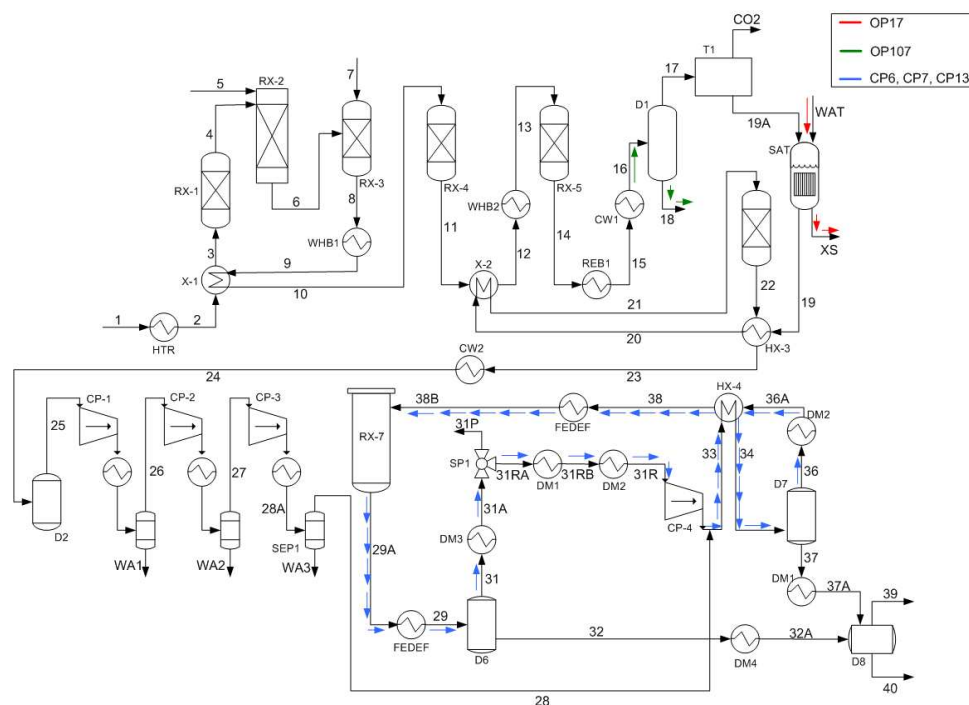 CO2
OP17
OP107
CP6, CP7, CP13
5
RX-2
7
17
T1
4
13
D1
19A
WAT
SAT
RX-1
6
RX-3
RX-4
RX-5
16
8
WHB2
CW1
18
3
WHB1
11
12
14
REB1
15
XS
X-1
9
10
X-2
21
22
19
1
2
HTR
20
HX-3
24
CW2
23
CP-1
CP-2
CP-3
HX-4
25
38B
38
36A
31P
FEDEF
DM2
RX-7
SP1
33
34
26
27
28A
31RA
DM1
31RB
DM2
31R
36
D7
D2
SEP1
29A
31A
CP-4
DM3
WA1
WA2
WA3
31
37
DM1
37A
39
29
FEDEF
D6
32
DM4
32A
D8
40
28